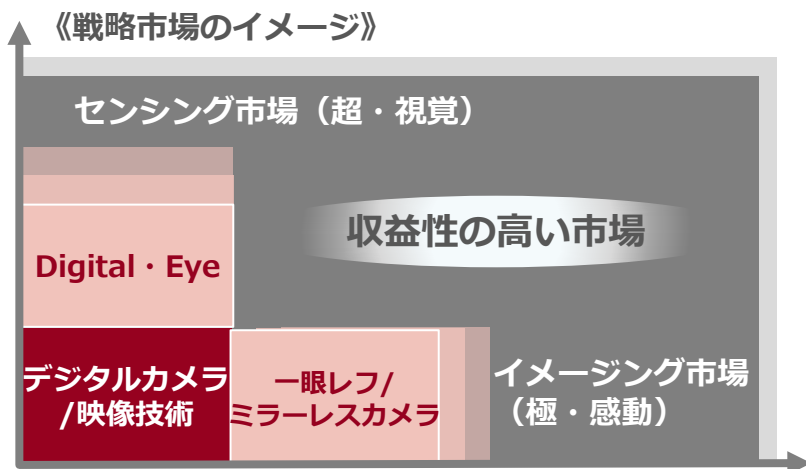 《戦略市場のイメージ》
センシング市場（超・視覚）
収益性の高い市場
Digital・Eye
デジタルカメラ
/映像技術
一眼レフ/
ミラーレスカメラ
イメージング市場
（極・感動）